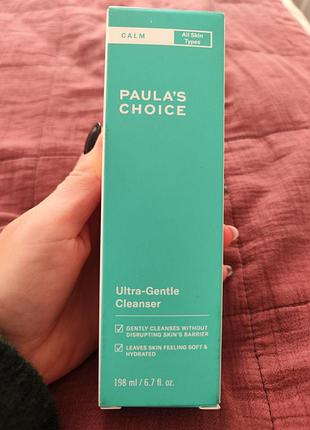 CALM
All Skin
Types
PAULA'S
CHOICE
Ultra-Gentle
Cleanser
GENTLY CLEANSES WITHOUT
DISRUPTING SKIN'S BARRIER
LEAVES SKIN FEELING SOFT &
HYDRATED
198 ml / 6.7 fl. oz.